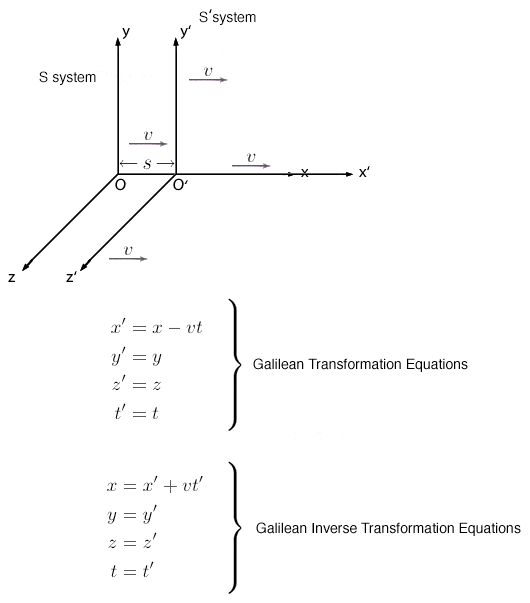 S′system
y y′
S system
v
v
s
v
O O′ x x′
v
z z′
x′ = x − vt
y′ = y
z′ = z
t′ = t
Galilean Transformation Equations
x = x′ + vt′
y = y′
z = z′
t = t′
Galilean Inverse Transformation Equations